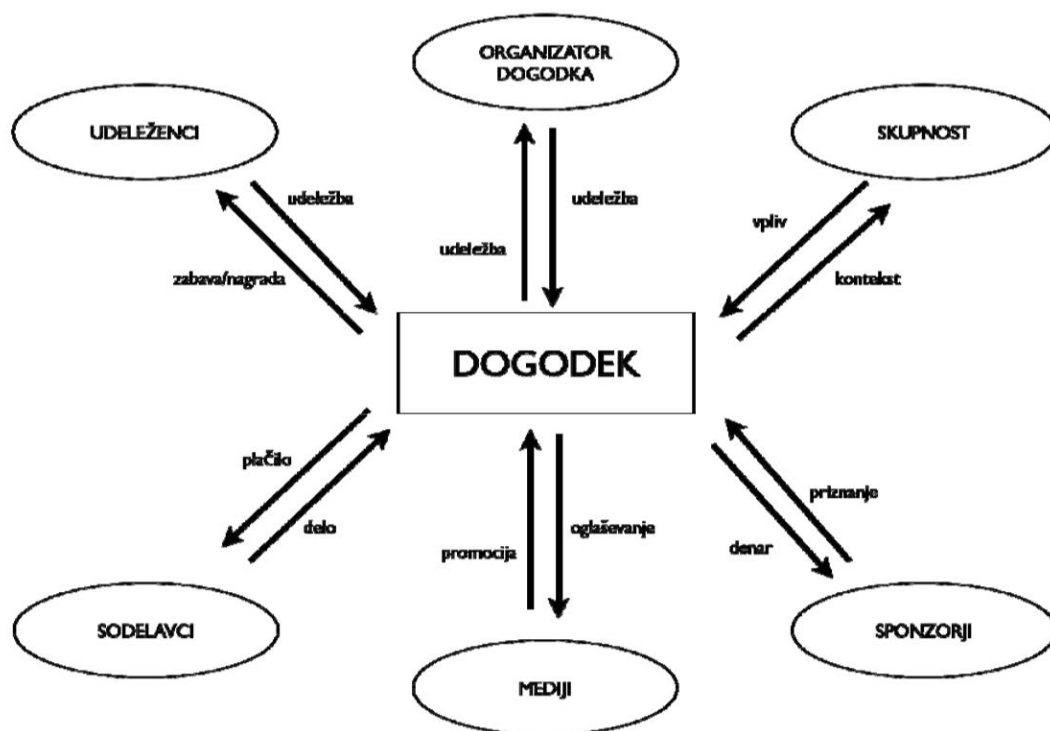 ORGANIZATOR
DOGODKA
UDELEŽENCI
SKUPNOST
udeležba
udeležba
vpliv
udeležba
zabava/nagrada
kontekst
DOGODEK
plačilo
priznanje
delo
oglaševanje
promocija
denar
SODELAVCI
SPONZORJI
MEDIJI